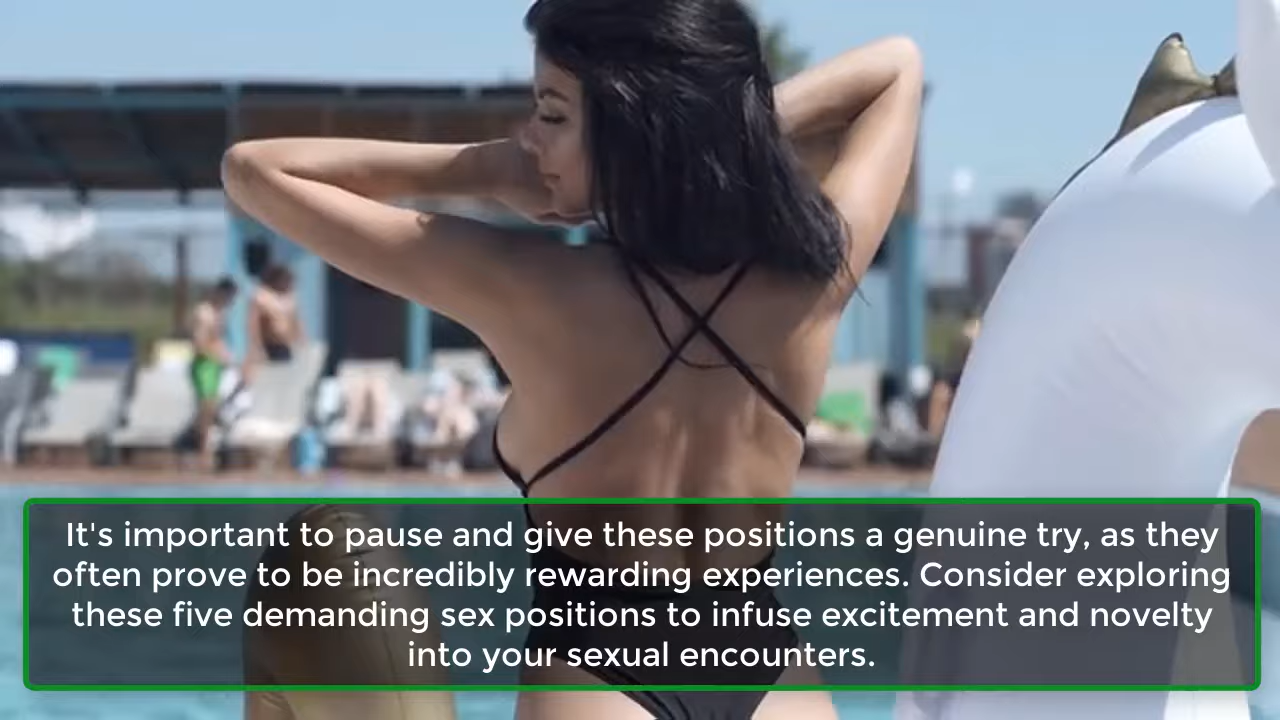 It's important to pause and give these positions a genuine try, as they
often prove to be incredibly rewarding experiences. Consider exploring
these five demanding sex positions to infuse excitement and novelty
into your sexual encounters.